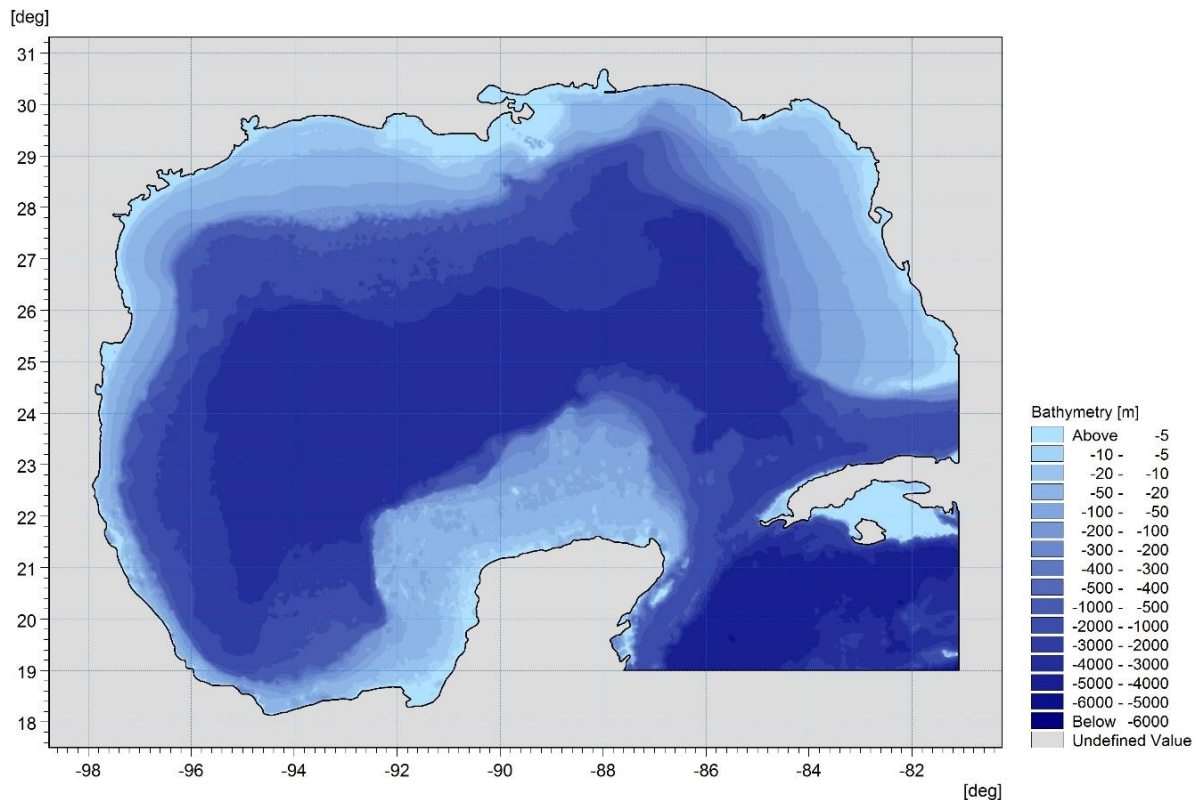 [deg]
31
30
29
28
27
26
25
24
23
22
21
20
19
18
-98
-96
-94
-92
-90
-88
-86
-84
-82
[deg]
Bathymetry [m]
Above -5
-10 - -5
-20 - -10
-50 - -20
-100 - -50
-200 - -100
-300 - -200
-400 - -300
-500 - -400
-1000 - -500
-2000 - -1000
-3000 - -2000
-4000 - -3000
-5000 - -4000
-6000 - -5000
Below -6000
Undefined Value